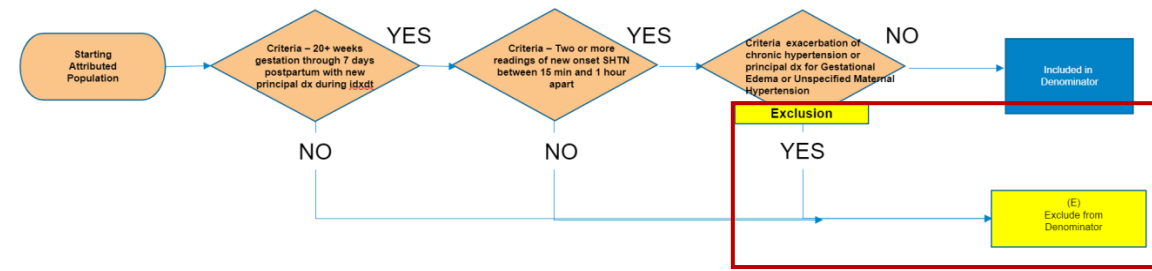 Starting
Attributed
Population
Criteria – 20+ weeks
gestation through 7 days
postpartum with new
principal dx during idxdt
YES
Criteria – Two or more
readings of new onset SHTN
between 15 min and 1 hour
apart
YES
Criteria exacerbation of
chronic hypertension or
principal dx for Gestational
Edema or Unspecified Maternal
Hypertension
NO
Included in
Denominator
Exclusion
NO
NO
YES
(E)
Exclude from
Denominator